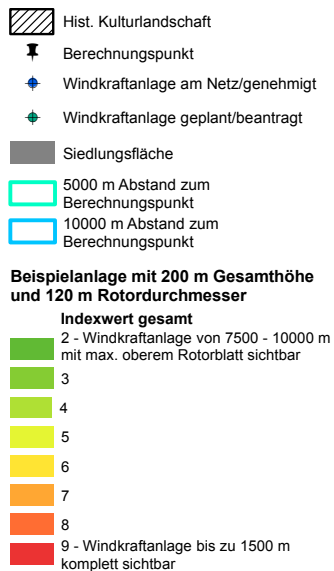 Hist. Kulturlandschaft
Berechnungspunkt
Windkraftanlage am Netz/genehmigt
Windkraftanlage geplant/beantragt
Siedlungsfläche
5000 m Abstand zum
Berechnungspunkt
10000 m Abstand zum
Berechnungspunkt
Beispielanlage mit 200 m Gesamthöhe
und 120 m Rotordurchmesser
Indexwert gesamt
2 - Windkraftanlage von 7500 - 10000 m
mit max. oberem Rotorblatt sichtbar
3
4
5
6
7
8
9 - Windkraftanlage bis zu 1500 m
komplett sichtbar